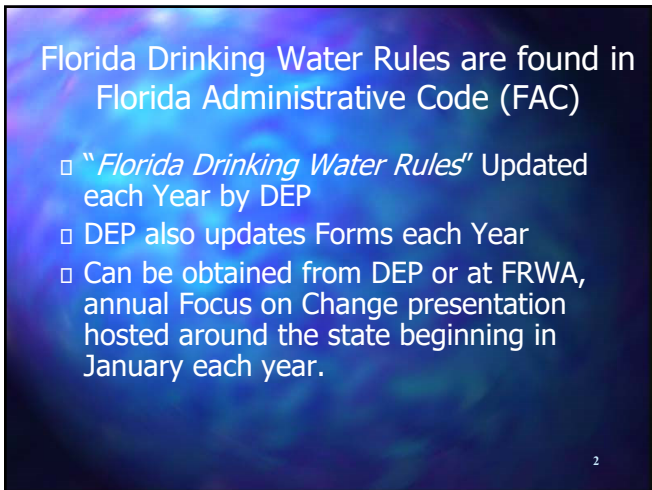 Florida Drinking Water Rules are found in
Florida Administrative Code (FAC)
▯ “Florida Drinking Water Rules” Updated
each Year by DEP
▯ DEP also updates Forms each Year
▯ Can be obtained from DEP or at FRWA,
annual Focus on Change presentation
hosted around the state beginning in
January each year.
2